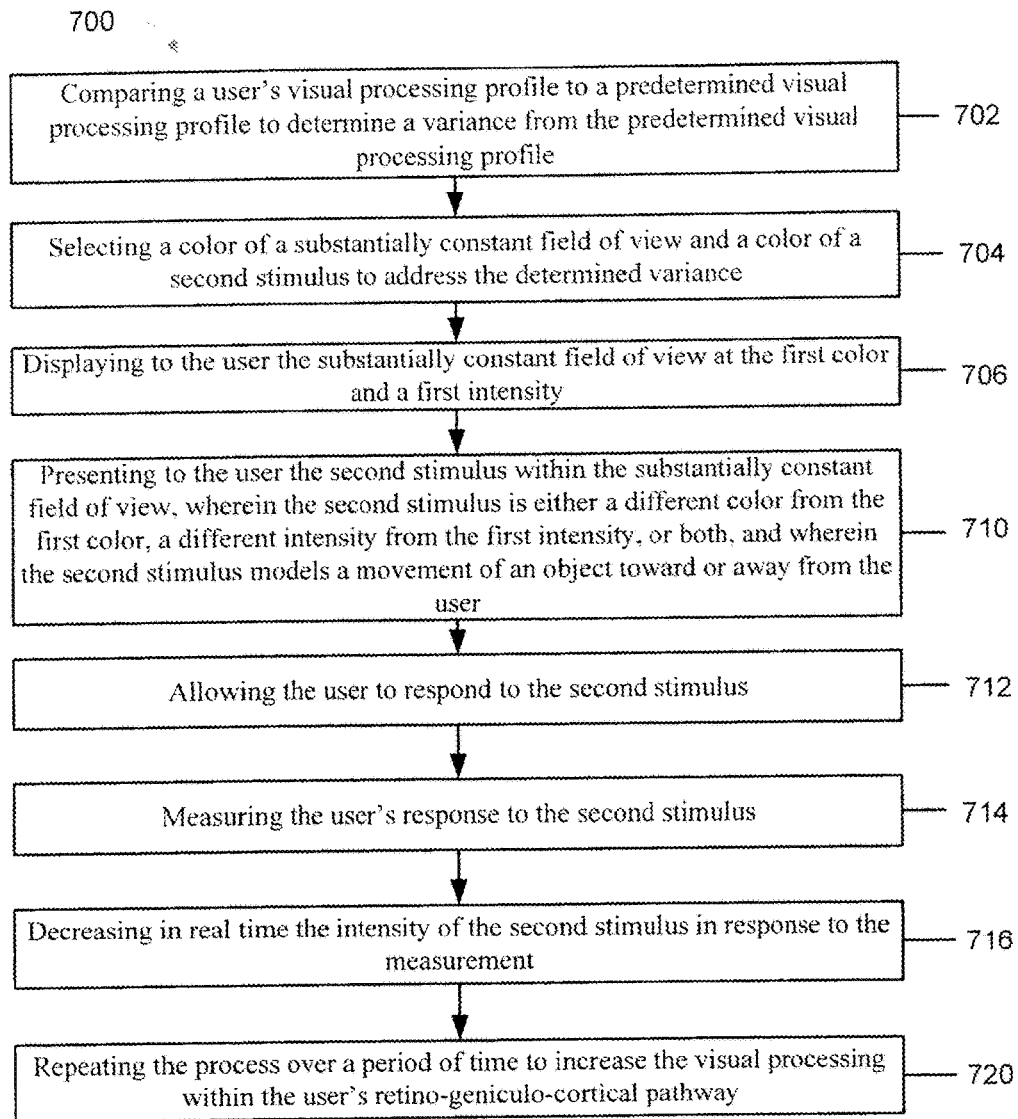 700
Comparing a user's visual processing profile to a predetermined visual
processing profile to determine a variance from the predetermined visual
processing profile
702
Selecting a color of a substantially constant field of view and a color of a
second stimulus to address the determined variance
704
Displaying to the user the substantially constant field of view at the first color
and a first intensity
706
Presenting to the user the second stimulus within the substantially constant
field of view, wherein the second stimulus is either a different color from the
first color, a different intensity from the first intensity, or both, and wherein
the second stimulus models a movement of an object toward or away from the
user
710
Allowing the user to respond to the second stimulus
712
Measuring the user's response to the second stimulus
714
Decreasing in real time the intensity of the second stimulus in response to the
measurement
716
Repeating the process over a period of time to increase the visual processing
within the user's retino-geniculo-cortical pathway
720